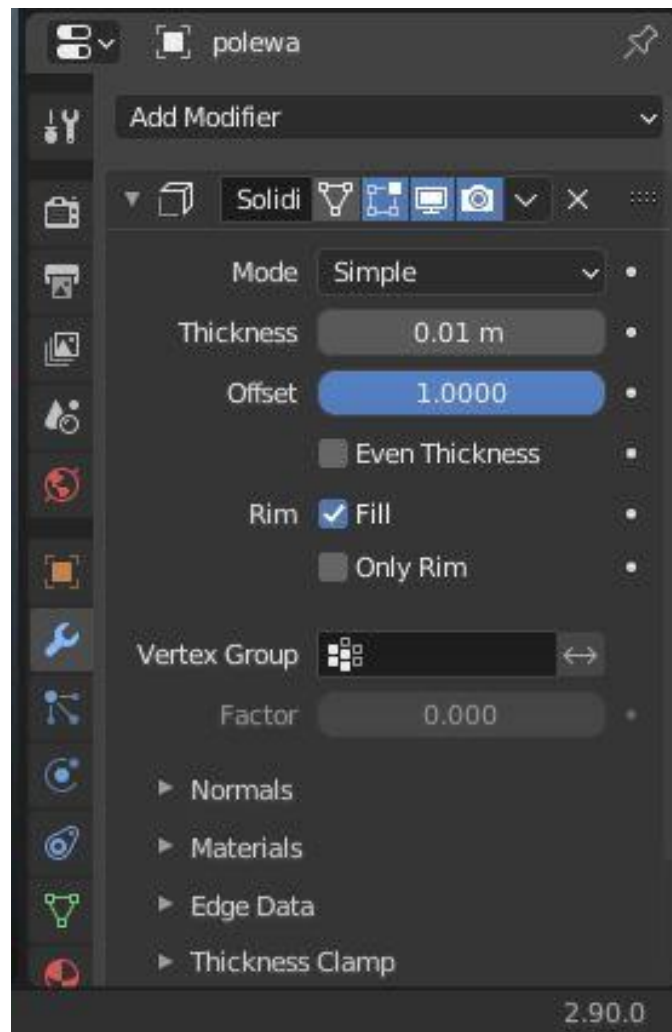 polewa
Add Modifier
Solidi
Mode Simple
Thickness 0.01 m
Offset 1.0000
Even Thickness
Rim Fill
Only Rim
Vertex Group
Factor 0.000
Normals
Materials
Edge Data
Thickness Clamp
2.90.0